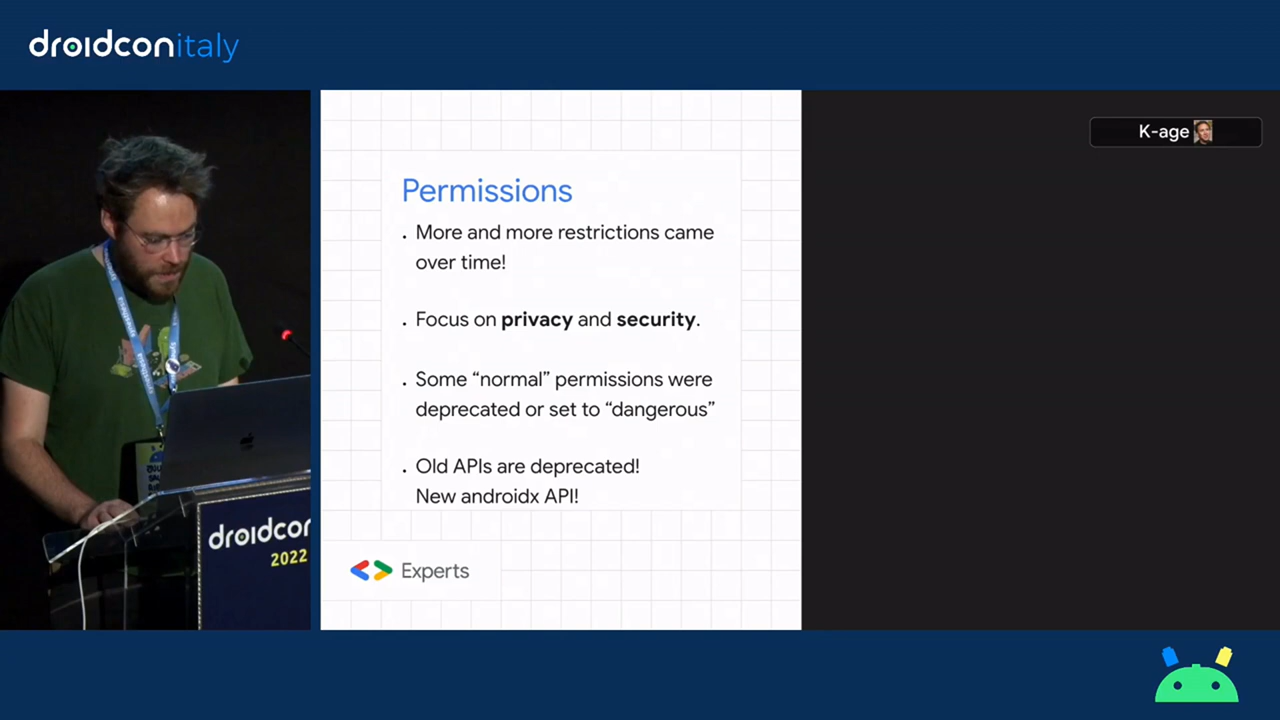 droidconitaly
K-age
Permissions
. More and more restrictions came
over time!
. Focus on privacy and security.
. Some “normal” permissions were
deprecated or set to “dangerous”
. Old APIs are deprecated!
New androidx API!
Experts
droidcon
2022